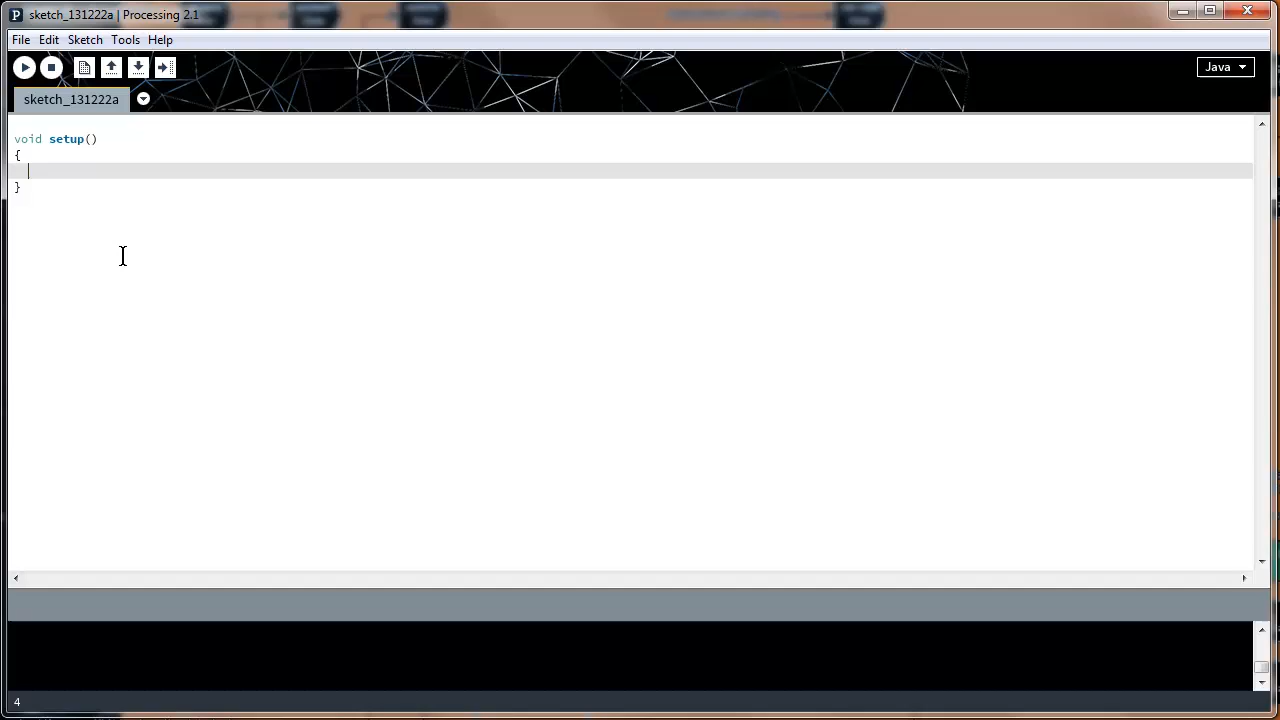 sketch_131222a | Processing 2.1
File Edit Sketch Tools Help
Java
sketch_131222a
void setup()
{
}
4